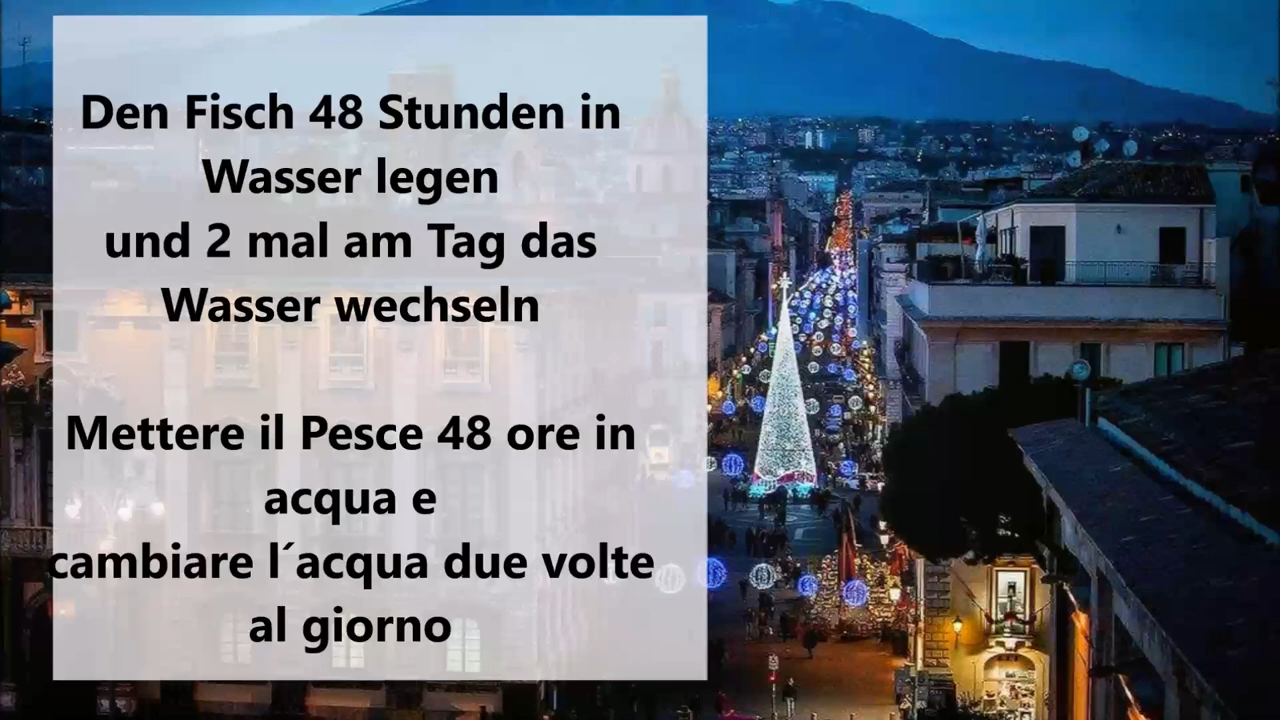 Den Fisch 48 Stunden in
Wasser legen
und 2 mal am Tag das
Wasser wechseln
Mettere il Pesce 48 ore in
acqua e
cambiare l´acqua due volte
al giorno